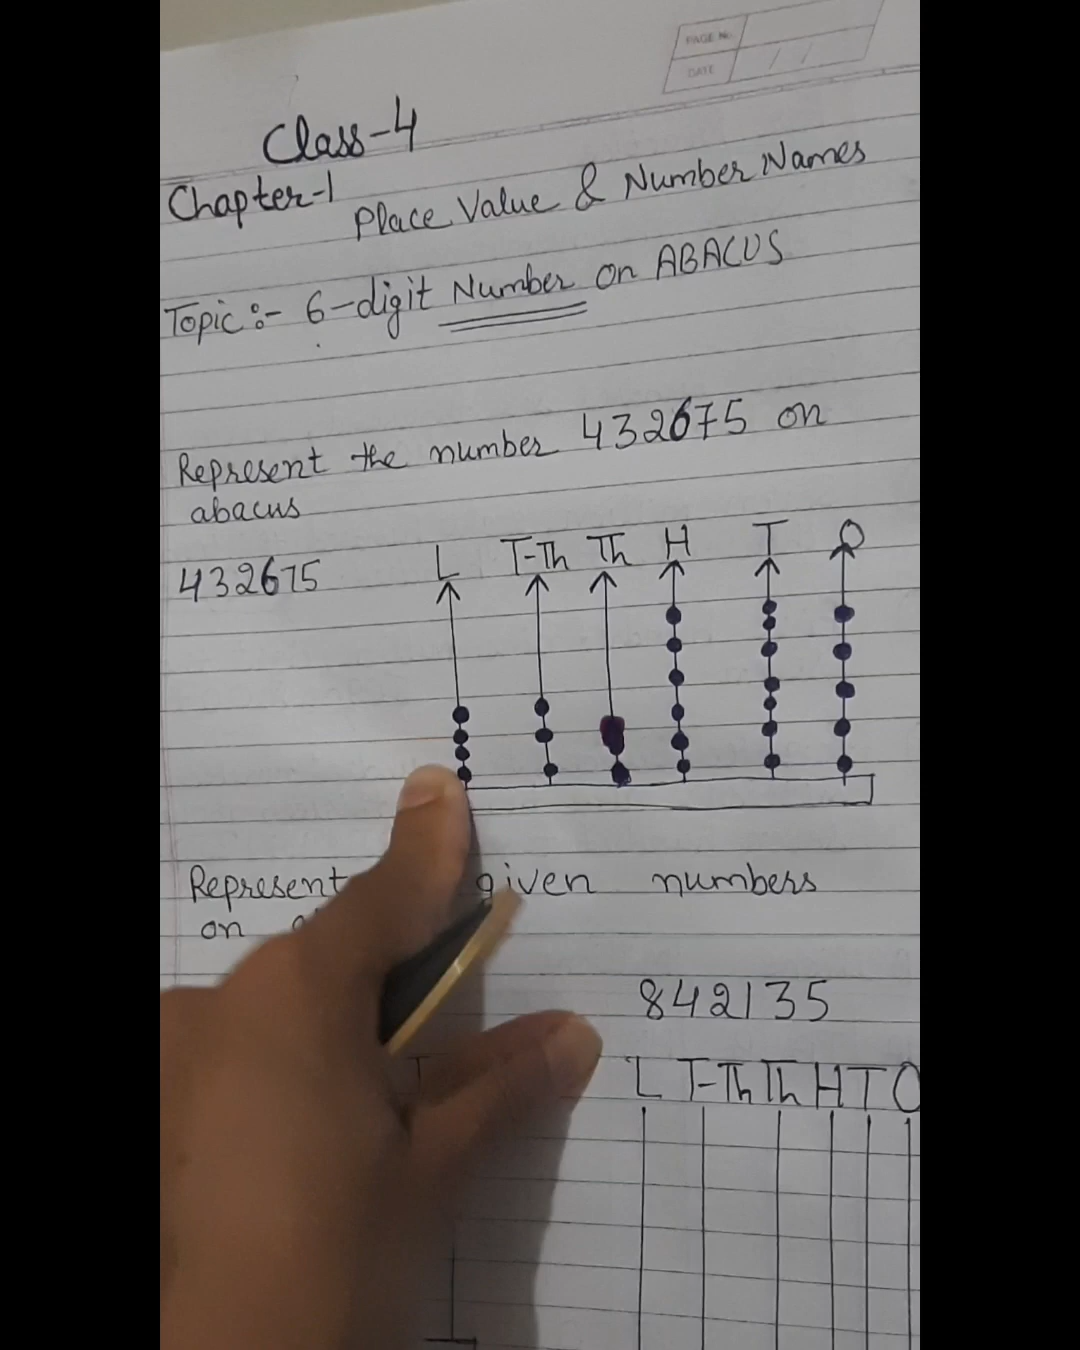 PAGE No.
DATE / /
Class-4
Chapter-1
Place Value & Number Names
Topic:- 6-digit Number on ABACUS
Represent the number 432675 on
abacus
432675
L T-Th Th H T O
Represent given numbers
on
842135
L T-Th Th H T O